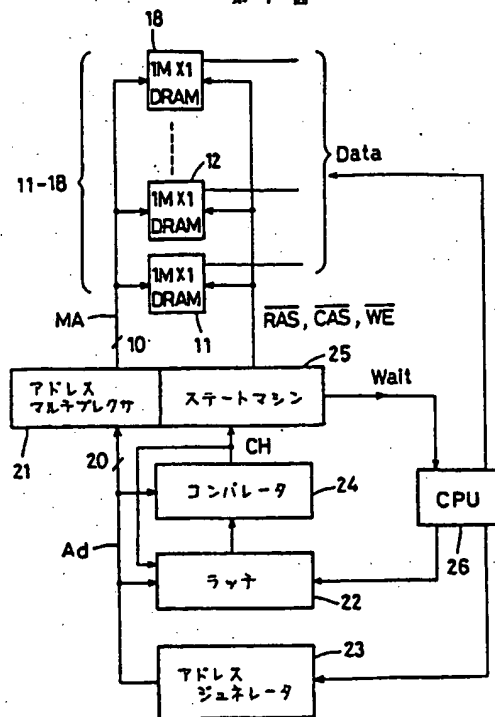 18
1M X 1
DRAM
12
1M X 1
DRAM
11-18
Data
1M X 1
DRAM
11
MA
10
RAS, CAS, WE
25
アドレス
マルチプレクサ
ステートマシン
Wait
21
20
CH
コンパレータ
24
CPU
26
Ad
ラッチ
22
23
アドレス
ジェネレータ